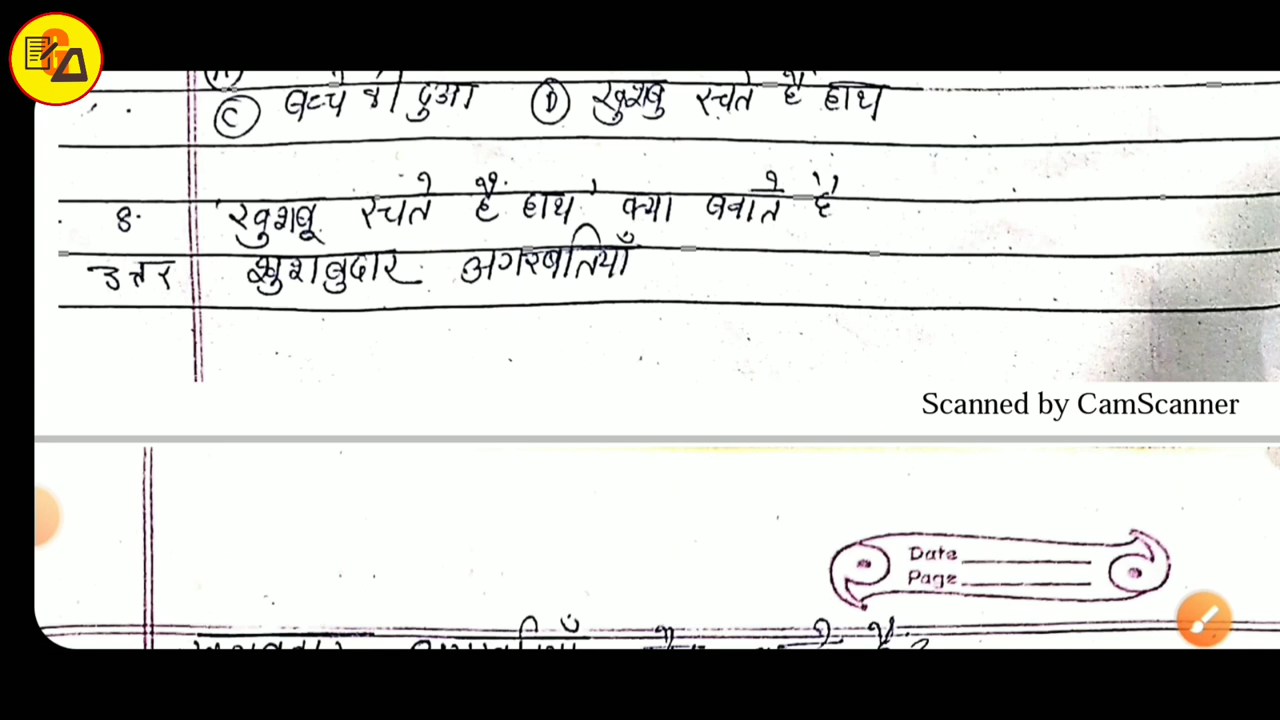 C बच्चे की दुआ D खुशबु रचते हैं हाथ
8. 'खुशबू रचते हैं हाथ' क्या बनाते हैं
उत्तर खुशबुदार अगरबतियाँ
Scanned by CamScanner
Date
Page